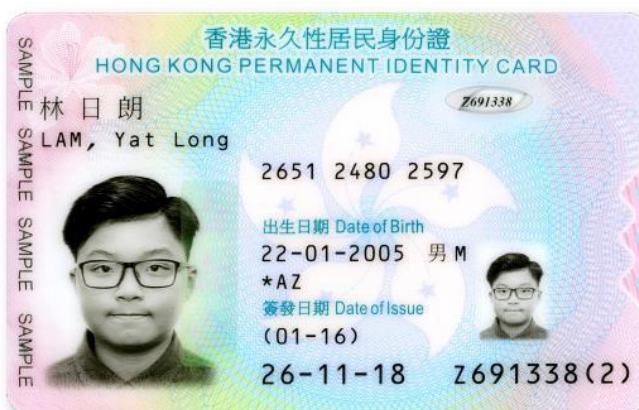 香港永久性居民身份證
HONG KONG PERMANENT IDENTITY CARD
SAMPLE SAMPLE SAMPLE SAMPLE
Z691338
林日朗
LAM, Yat Long
2651 2480 2597
出生日期 Date of Birth
22-01-2005 男 M
*AZ
簽發日期 Date of Issue
(01-16)
26-11-18 Z691338(2)